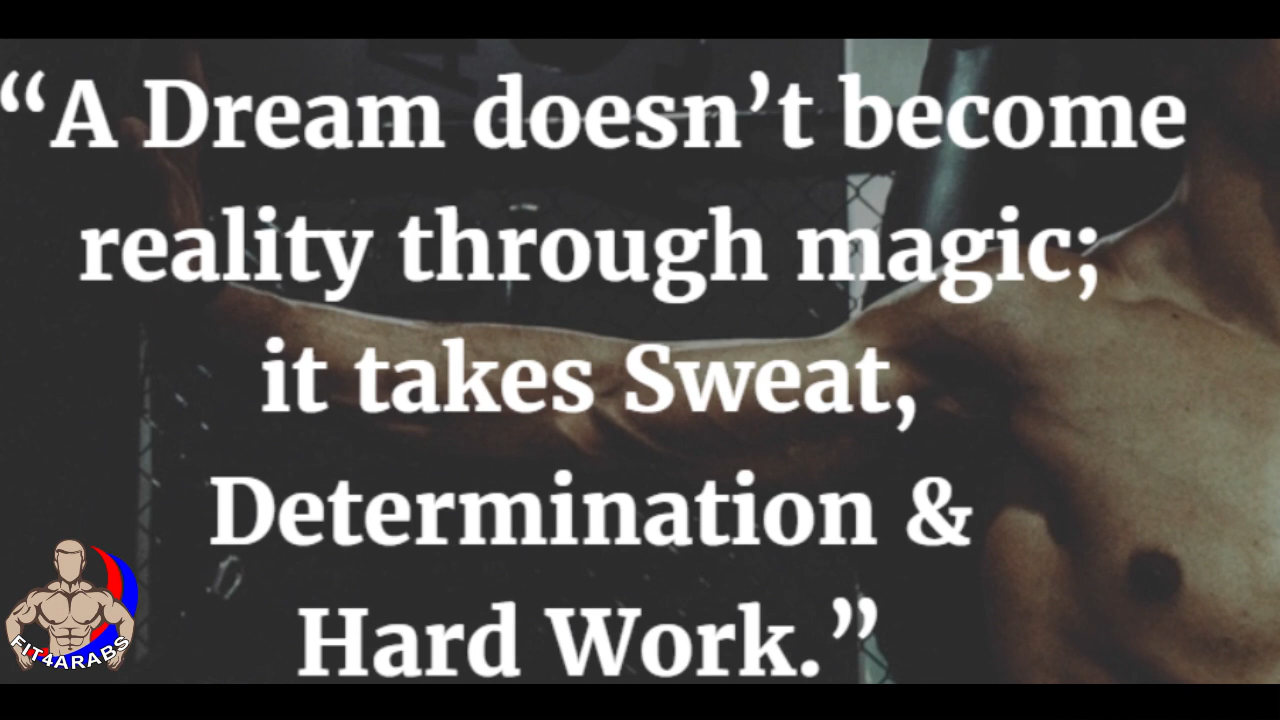 “A Dream doesn’t become
reality through magic;
it takes Sweat,
Determination &
Hard Work.”
FIT4ARABS